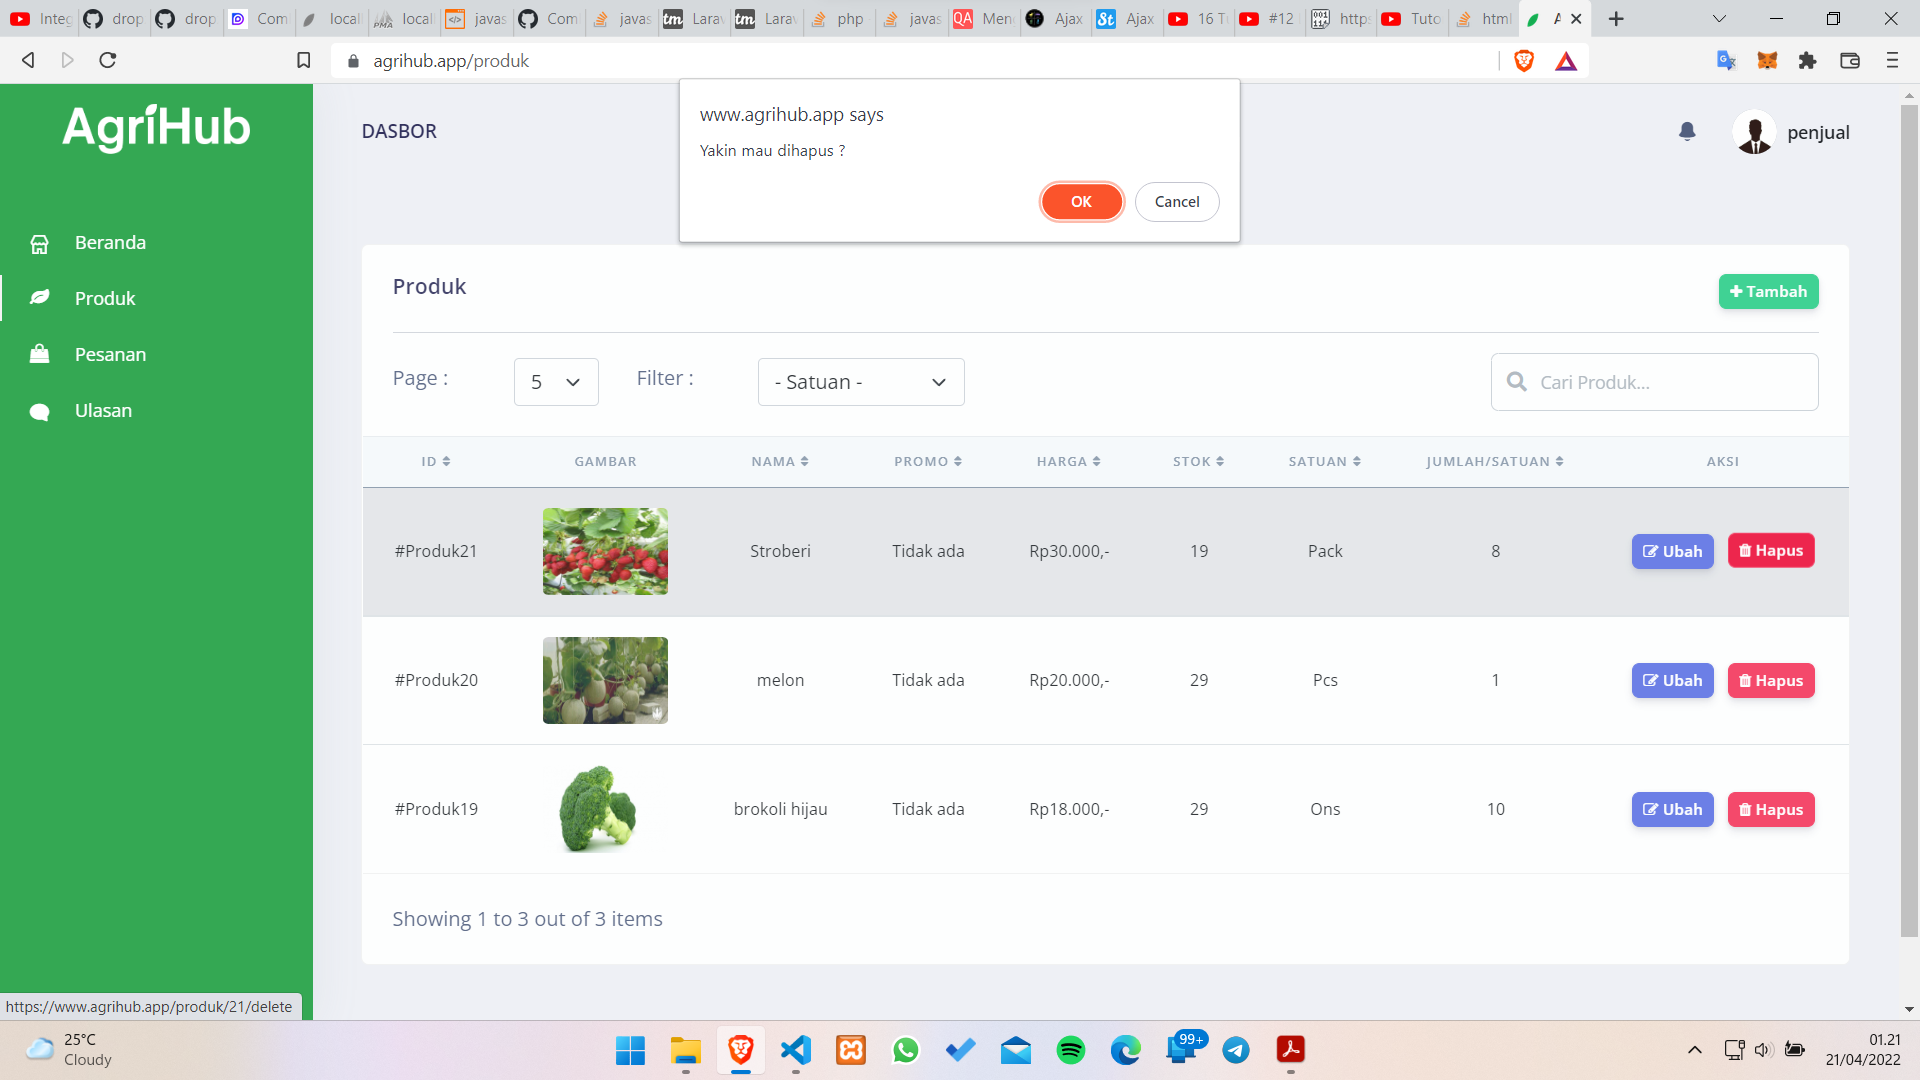 Integ
drop
drop
Com
local
locall
javas
Com
javas
Larav
Larav
php
javas
Men
Ajax
Ajax
16 Tu
#12
https
Tuto
html
A
agrihub.app/produk
www.agrihub.app says
Yakin mau dihapus ?
OK
Cancel
AgriHub
DASBOR
penjual
Beranda
Produk
Pesanan
Ulasan
Produk
Tambah
Page :
5
Filter :
- Satuan -
Cari Produk...
ID GAMBAR NAMA PROMO HARGA STOK SATUAN JUMLAH/SATUAN AKSI
#Produk21 Stroberi Tidak ada Rp30.000,- 19 Pack 8 Ubah Hapus
#Produk20 melon Tidak ada Rp20.000,- 29 Pcs 1 Ubah Hapus
#Produk19 brokoli hijau Tidak ada Rp18.000,- 29 Ons 10 Ubah Hapus
Showing 1 to 3 out of 3 items
https://www.agrihub.app/produk/21/delete
25°C
Cloudy
99+
01.21
21/04/2022